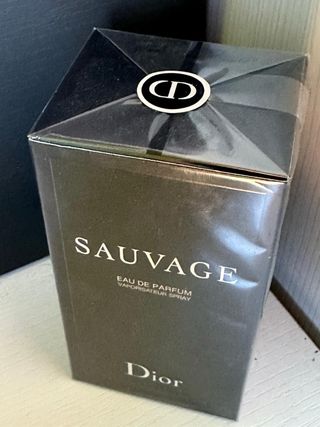 CD
SAUVAGE
EAU DE PARFUM
VAPORISATEUR SPRAY
Dior